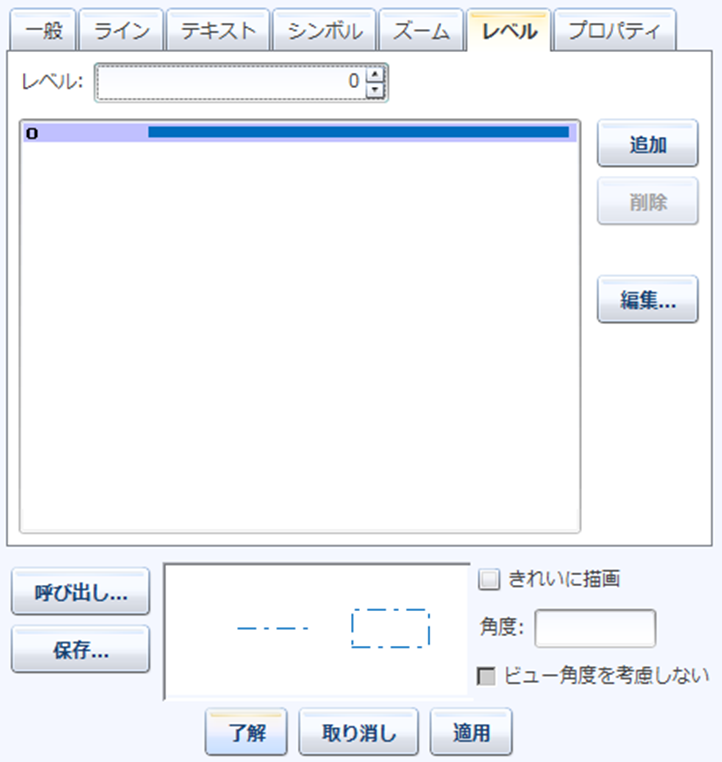 一般 ライン テキスト シンボル ズーム レベル プロパティ
レベル: 0
0
追加
削除
編集...
呼び出し...
保存...
きれいに描画
角度:
ビュー角度を考慮しない
了解 取り消し 適用